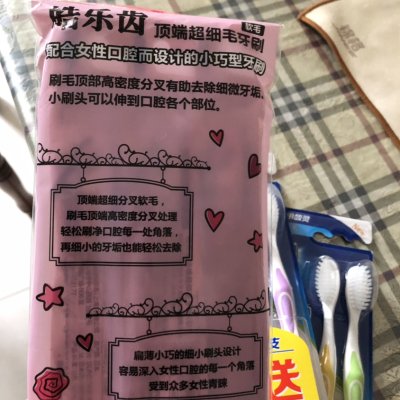 皓乐齿 顶端超细毛牙刷 软毛
配合女性口腔而设计的小巧型牙刷
刷毛顶部高密度分叉有助去除细微牙垢,
小刷头可以伸到口腔各个部位。
顶端超细分叉软毛,
刷毛顶端高密度分叉处理
轻松刷净口腔每一处角落,
再细小的牙垢也能轻松去除
扁薄小巧的细小刷头设计
容易深入女性口腔的每一个角落
受到众多女性青睐
送